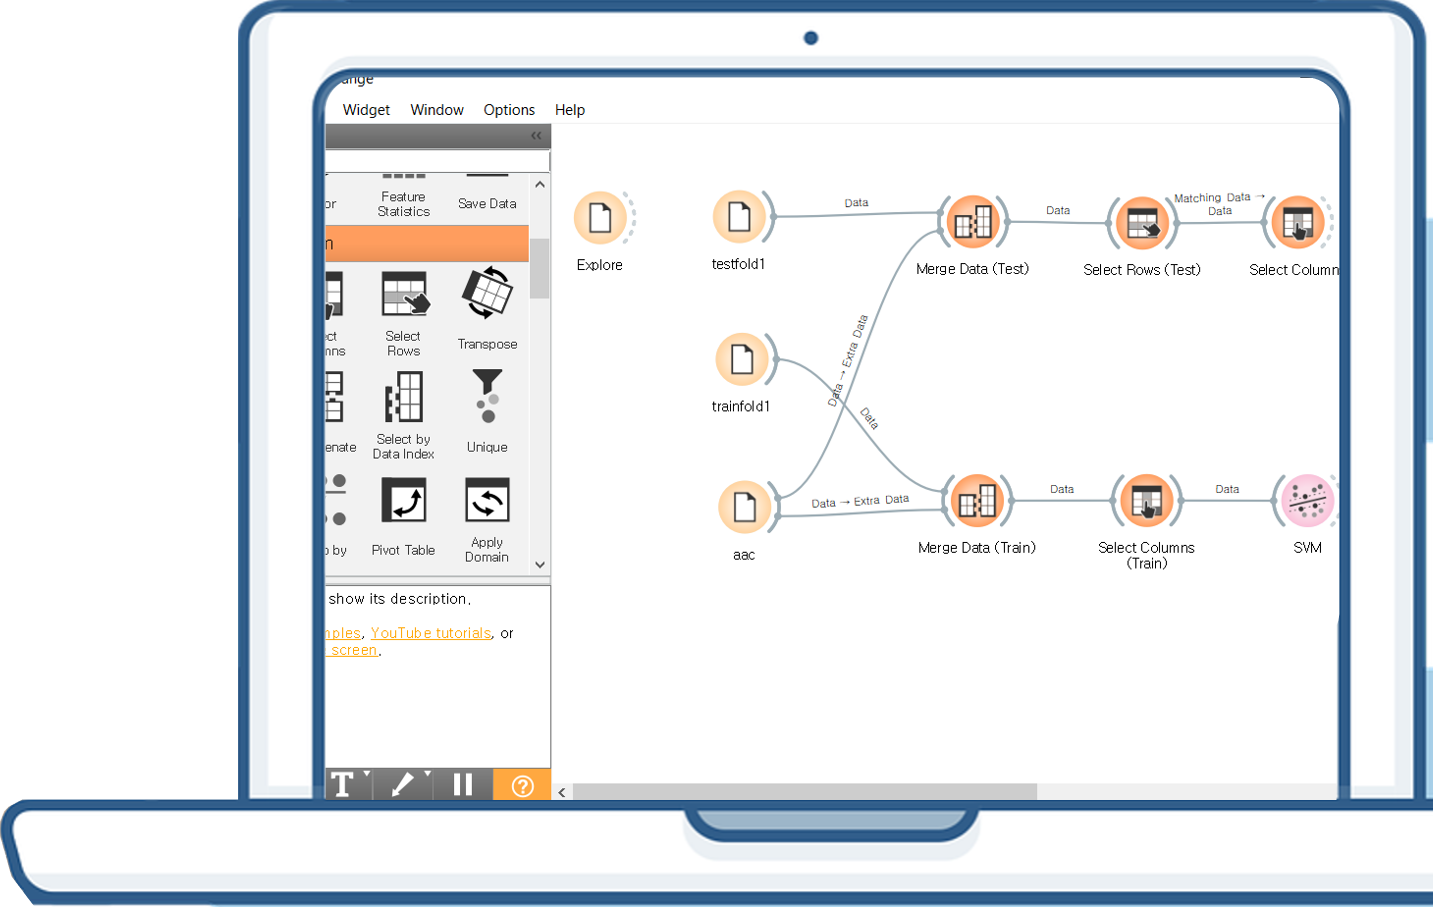 ange
Widget Window Options Help
or
Feature
Statistics
Save Data
n
ct
mns
Select
Rows
Transpose
enate
Select by
Data Index
Unique
by
Pivot Table
Apply
Domain
show its description.
mples, YouTube tutorials, or
screen.
T
?
Explore
testfold1
Data
Merge Data (Test)
Data
Select Rows (Test)
Matching Data →
Data
Select Column
trainfold1
Data → Extra Data
Data
aac
Data → Extra Data
Merge Data (Train)
Data
Select Columns
(Train)
Data
SVM